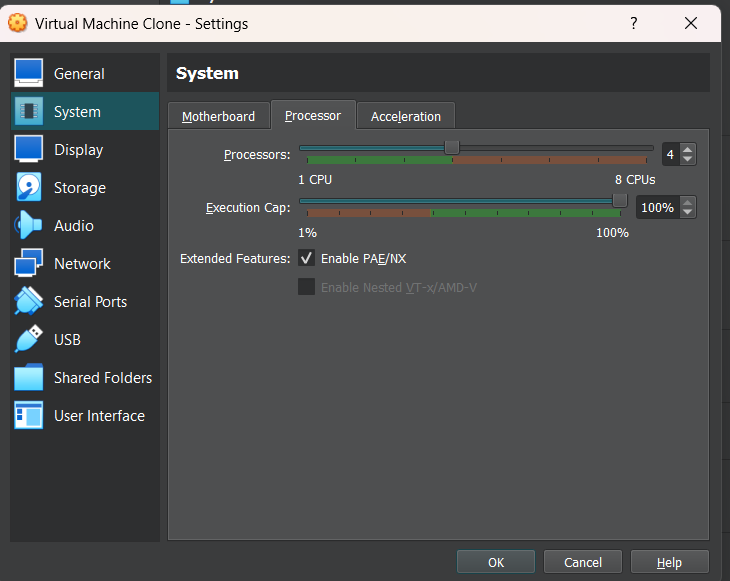 Virtual Machine Clone - Settings
?
General
System
Display
Storage
Audio
Network
Serial Ports
USB
Shared Folders
User Interface
System
Motherboard Processor Acceleration
Processors: 4
1 CPU 8 CPUs
Execution Cap: 100%
1% 100%
Extended Features: Enable PAE/NX
Enable Nested VT-x/AMD-V
OK Cancel Help